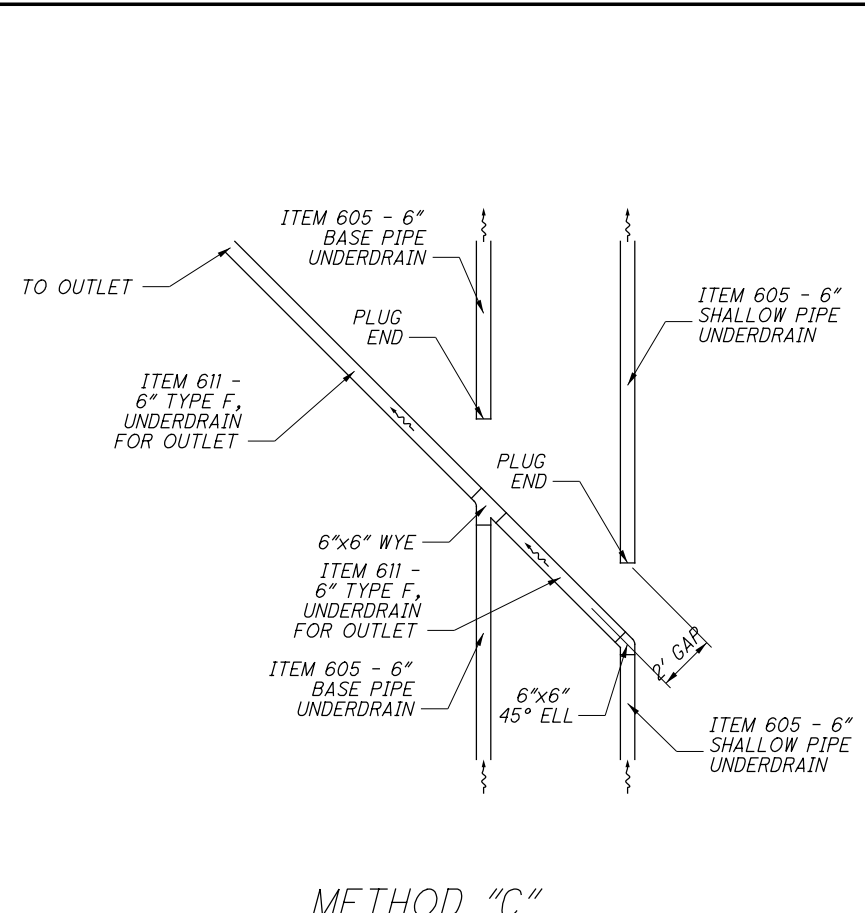 ITEM 605 - 6"
BASE PIPE
UNDERDRAIN
TO OUTLET
ITEM 605 - 6"
SHALLOW PIPE
UNDERDRAIN
PLUG
END
ITEM 611 -
6" TYPE F,
UNDERDRAIN
FOR OUTLET
PLUG
END
6"x6" WYE
ITEM 611 -
6" TYPE F,
UNDERDRAIN
FOR OUTLET
2' GAP
ITEM 605 - 6"
BASE PIPE
UNDERDRAIN
6"x6"
45° ELL
ITEM 605 - 6"
SHALLOW PIPE
UNDERDRAIN
METHOD "C"